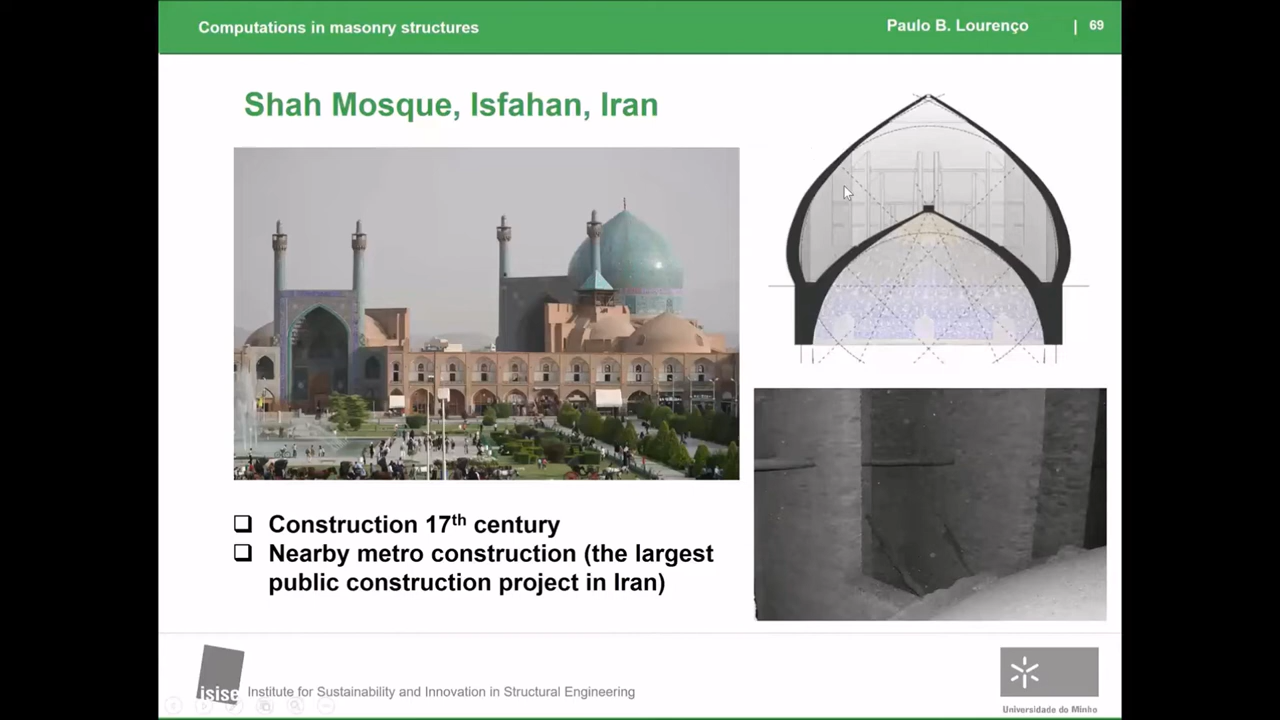 Computations in masonry structures
Paulo B. Lourenço | 69
Shah Mosque, Isfahan, Iran
❑ Construction 17th century
❑ Nearby metro construction (the largest
public construction project in Iran)
isise Institute for Sustainability and Innovation in Structural Engineering
Universidade do Minho